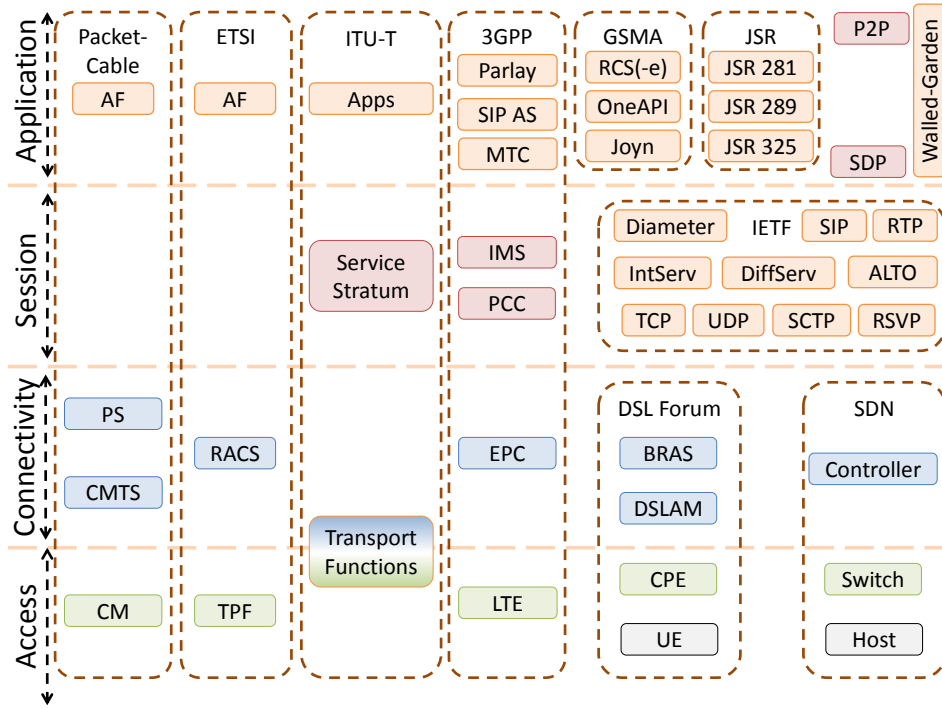 Application
Packet-
Cable
AF
ETSI
AF
ITU-T
Apps
3GPP
Parlay
SIP AS
MTC
GSMA
RCS(-e)
OneAPI
Joyn
JSR
JSR 281
JSR 289
JSR 325
P2P
SDP
Walled-Garden
Session
Service
Stratum
IMS
PCC
Diameter
IETF
SIP
RTP
IntServ
DiffServ
ALTO
TCP
UDP
SCTP
RSVP
Connectivity
PS
CMTS
RACS
Transport
Functions
EPC
DSL Forum
BRAS
DSLAM
SDN
Controller
Access
CM
TPF
LTE
CPE
UE
Switch
Host